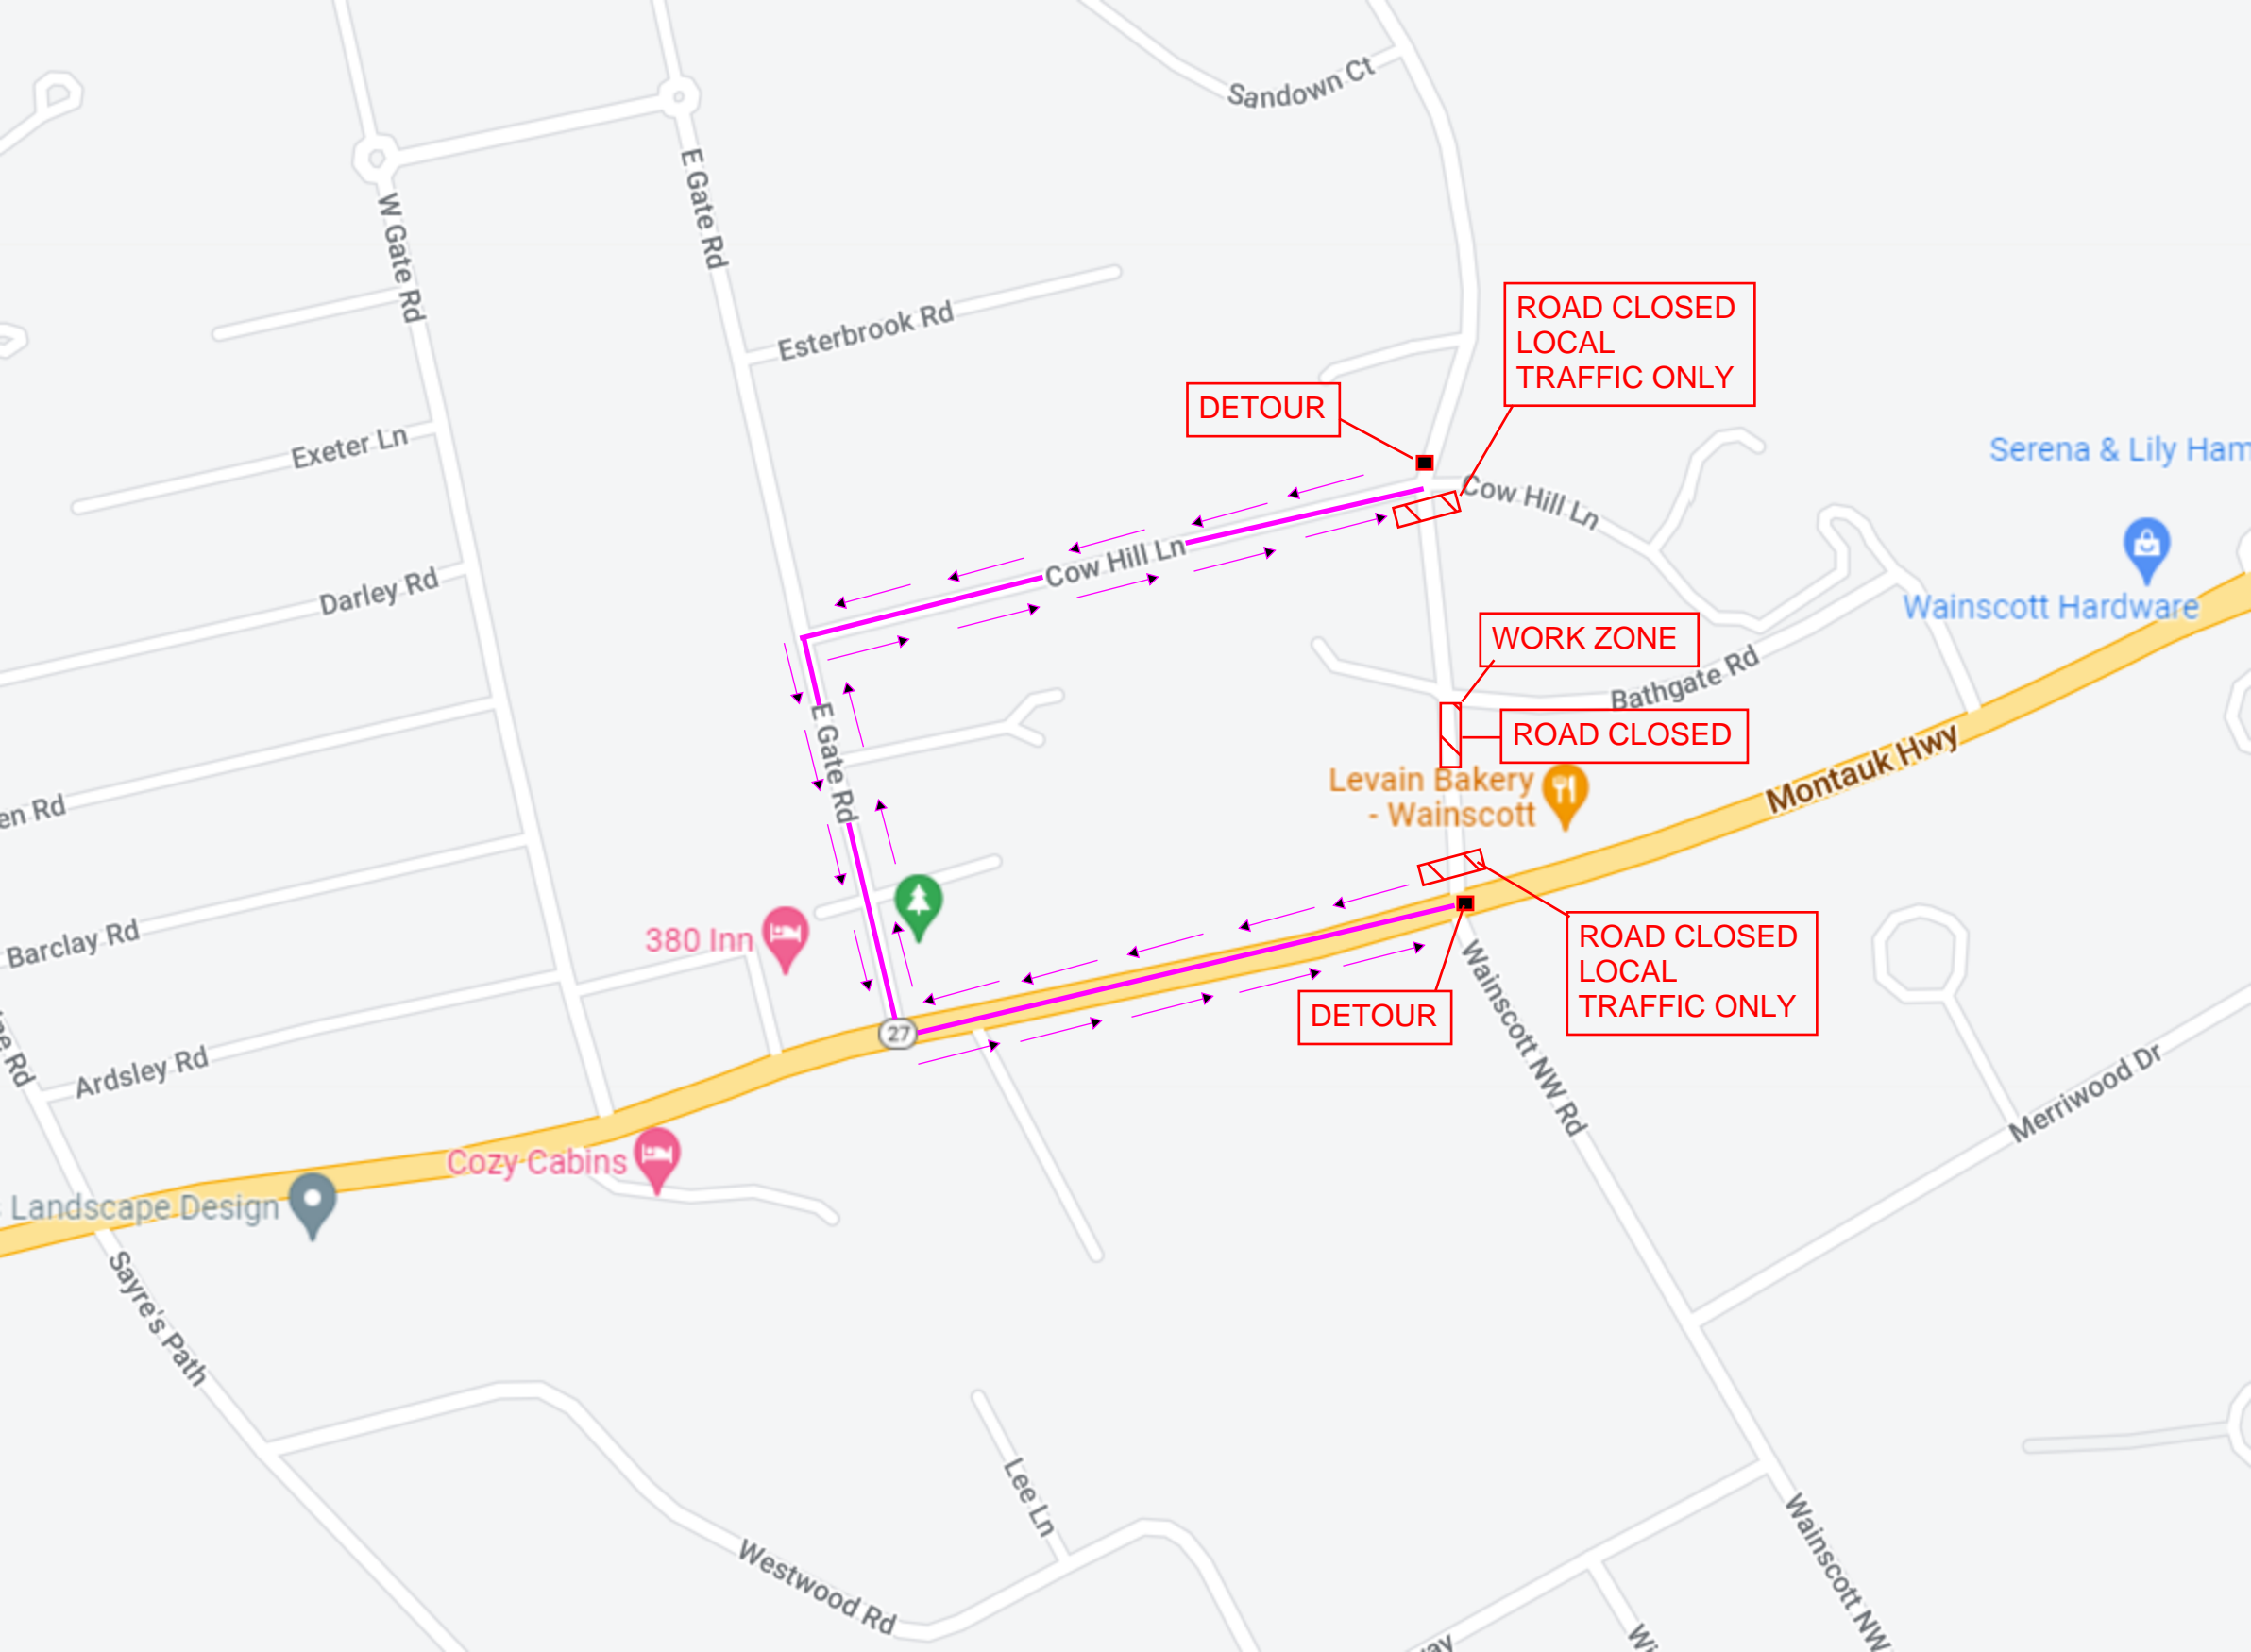 Sandown Ct
E Gate Rd
W Gate Rd
Esterbrook Rd
ROAD CLOSED
LOCAL
TRAFFIC ONLY
DETOUR
Exeter Ln
Serena & Lily Ham
Cow Hill Ln
Cow Hill Ln
Darley Rd
Wainscott Hardware
WORK ZONE
Bathgate Rd
E Gate Rd
ROAD CLOSED
Montauk Hwy
Levain Bakery
- Wainscott
en Rd
Barclay Rd
380 Inn
ROAD CLOSED
LOCAL
TRAFFIC ONLY
DETOUR
27
Wainscott NW Rd
Ardsley Rd
Merriwood Dr
Cozy Cabins
Landscape Design
Sayre's Path
Lee Ln
Westwood Rd
Wainscott NW